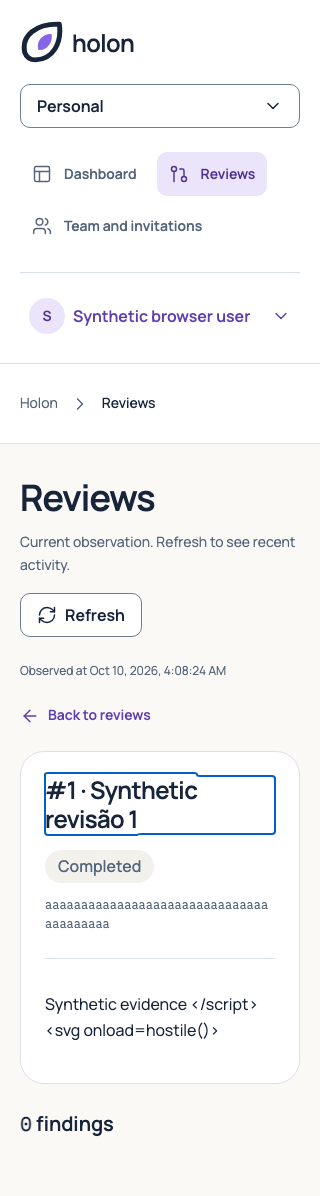 holon
Personal
Dashboard
Reviews
Team and invitations
S
Synthetic browser user
Holon
Reviews
Reviews
Current observation. Refresh to see recent
activity.
Refresh
Observed at Oct 10, 2026, 4:08:24 AM
Back to reviews
#1 · Synthetic
revisão 1
Completed
aaaaaaaaaaaaaaaaaaaaaaaaaaaaaaa
aaaaaaaaa
Synthetic evidence </script>
<svg onload=hostile()>
0 findings